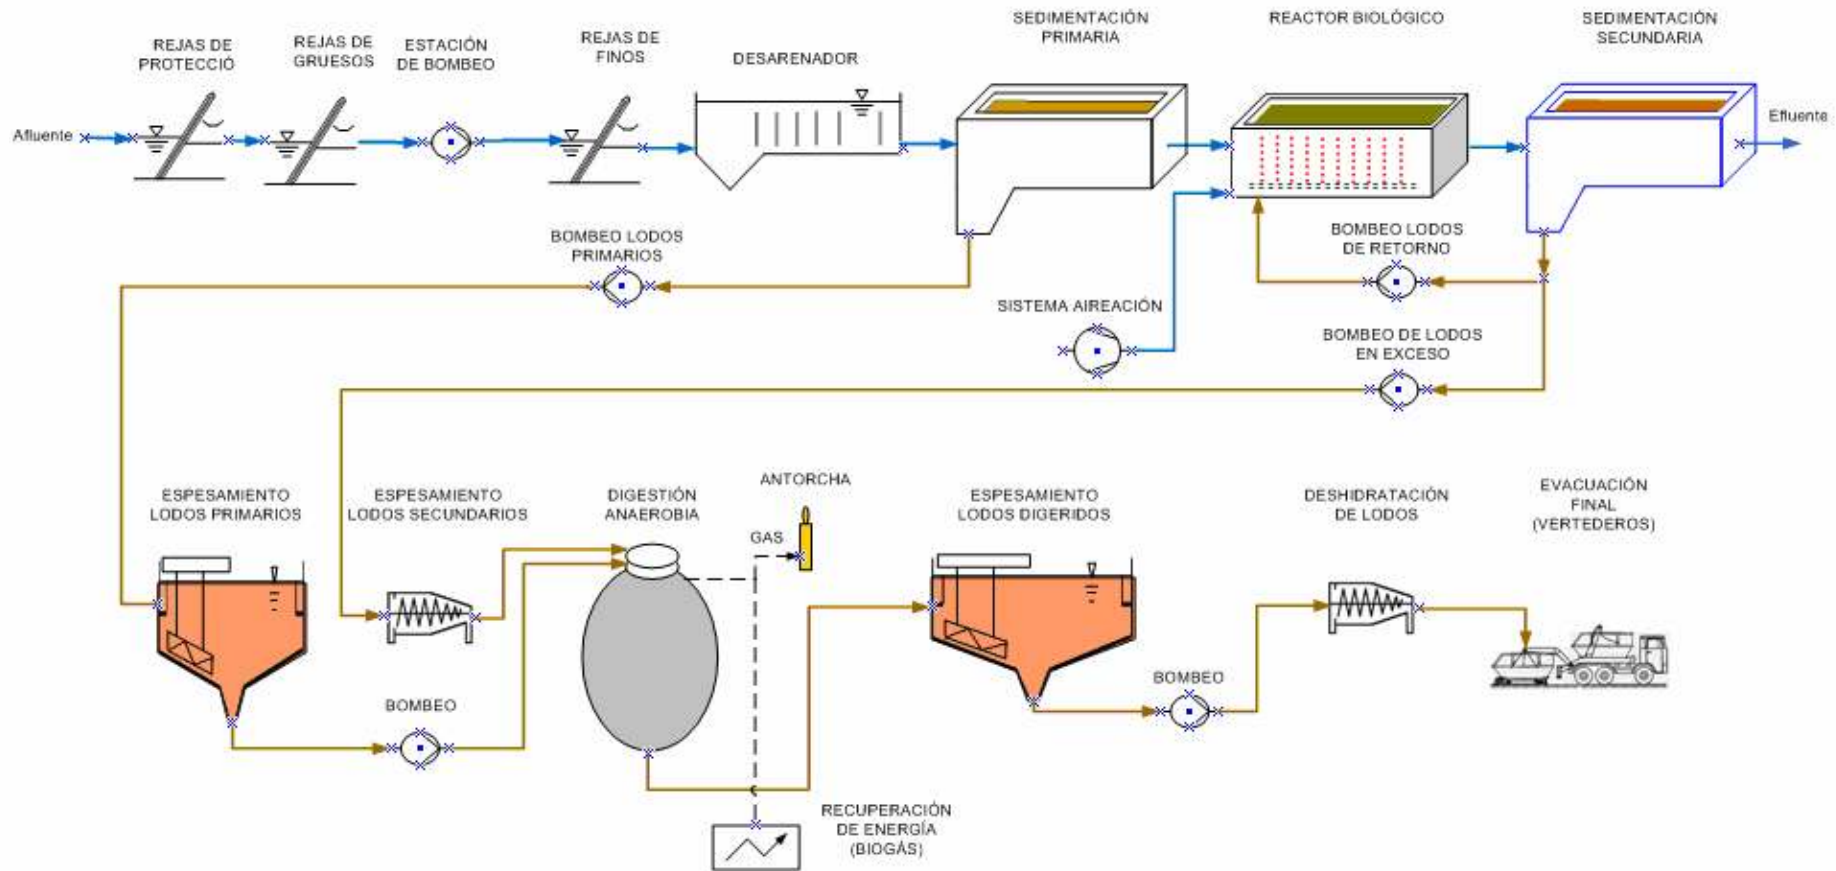 SEDIMENTACIÓN
PRIMARIA
REACTOR BIOLÓGICO
SEDIMENTACIÓN
SECUNDARIA
REJAS DE
PROTECCIÓ
REJAS DE
GRUESOS
ESTACIÓN
DE BOMBEO
REJAS DE
FINOS
DESARENADOR
Afluente
Efluente
BOMBEO LODOS
PRIMARIOS
BOMBEO LODOS
DE RETORNO
SISTEMA AIREACIÓN
BOMBEO DE LODOS
EN EXCESO
ESPESAMIENTO
LODOS PRIMARIOS
ESPESAMIENTO
LODOS SECUNDARIOS
DIGESTIÓN
ANAEROBIA
ANTORCHA
GAS
ESPESAMIENTO
LODOS DIGERIDOS
DESHIDRATACIÓN
DE LODOS
EVACUACIÓN
FINAL
(VERTEDEROS)
BOMBEO
BOMBEO
RECUPERACIÓN
DE ENERGÍA
(BIOGÁS)